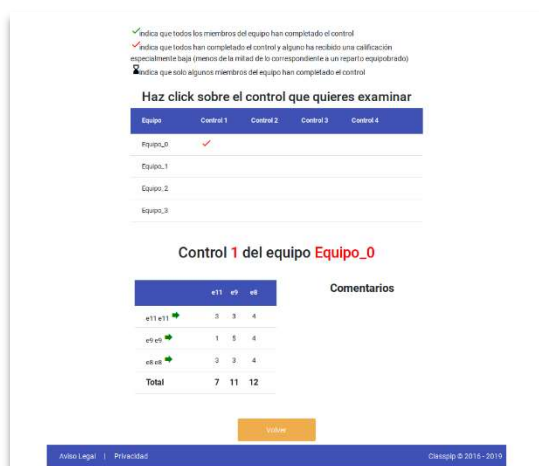 indica que todos los miembros del equipo han completado el control
indica que todos han completado el control y alguno ha recibido una calificación
especialmente baja (menos de la mitad de lo correspondiente a un reparto equipobrado)
indica que solo algunos miembros del equipo han completado el control
Haz click sobre el control que quieres examinar
Equipo Control 1 Control 2 Control 3 Control 4
Equipo_0
Equipo_1
Equipo_2
Equipo_3
Control 1 del equipo Equipo_0
e11 e9 e8
Comentarios
e11 e11 3 3 4
e9 e9 1 5 4
e8 e8 3 3 4
Total 7 11 12
Volver
Aviso Legal | Privacidad Classpip © 2016 - 2019